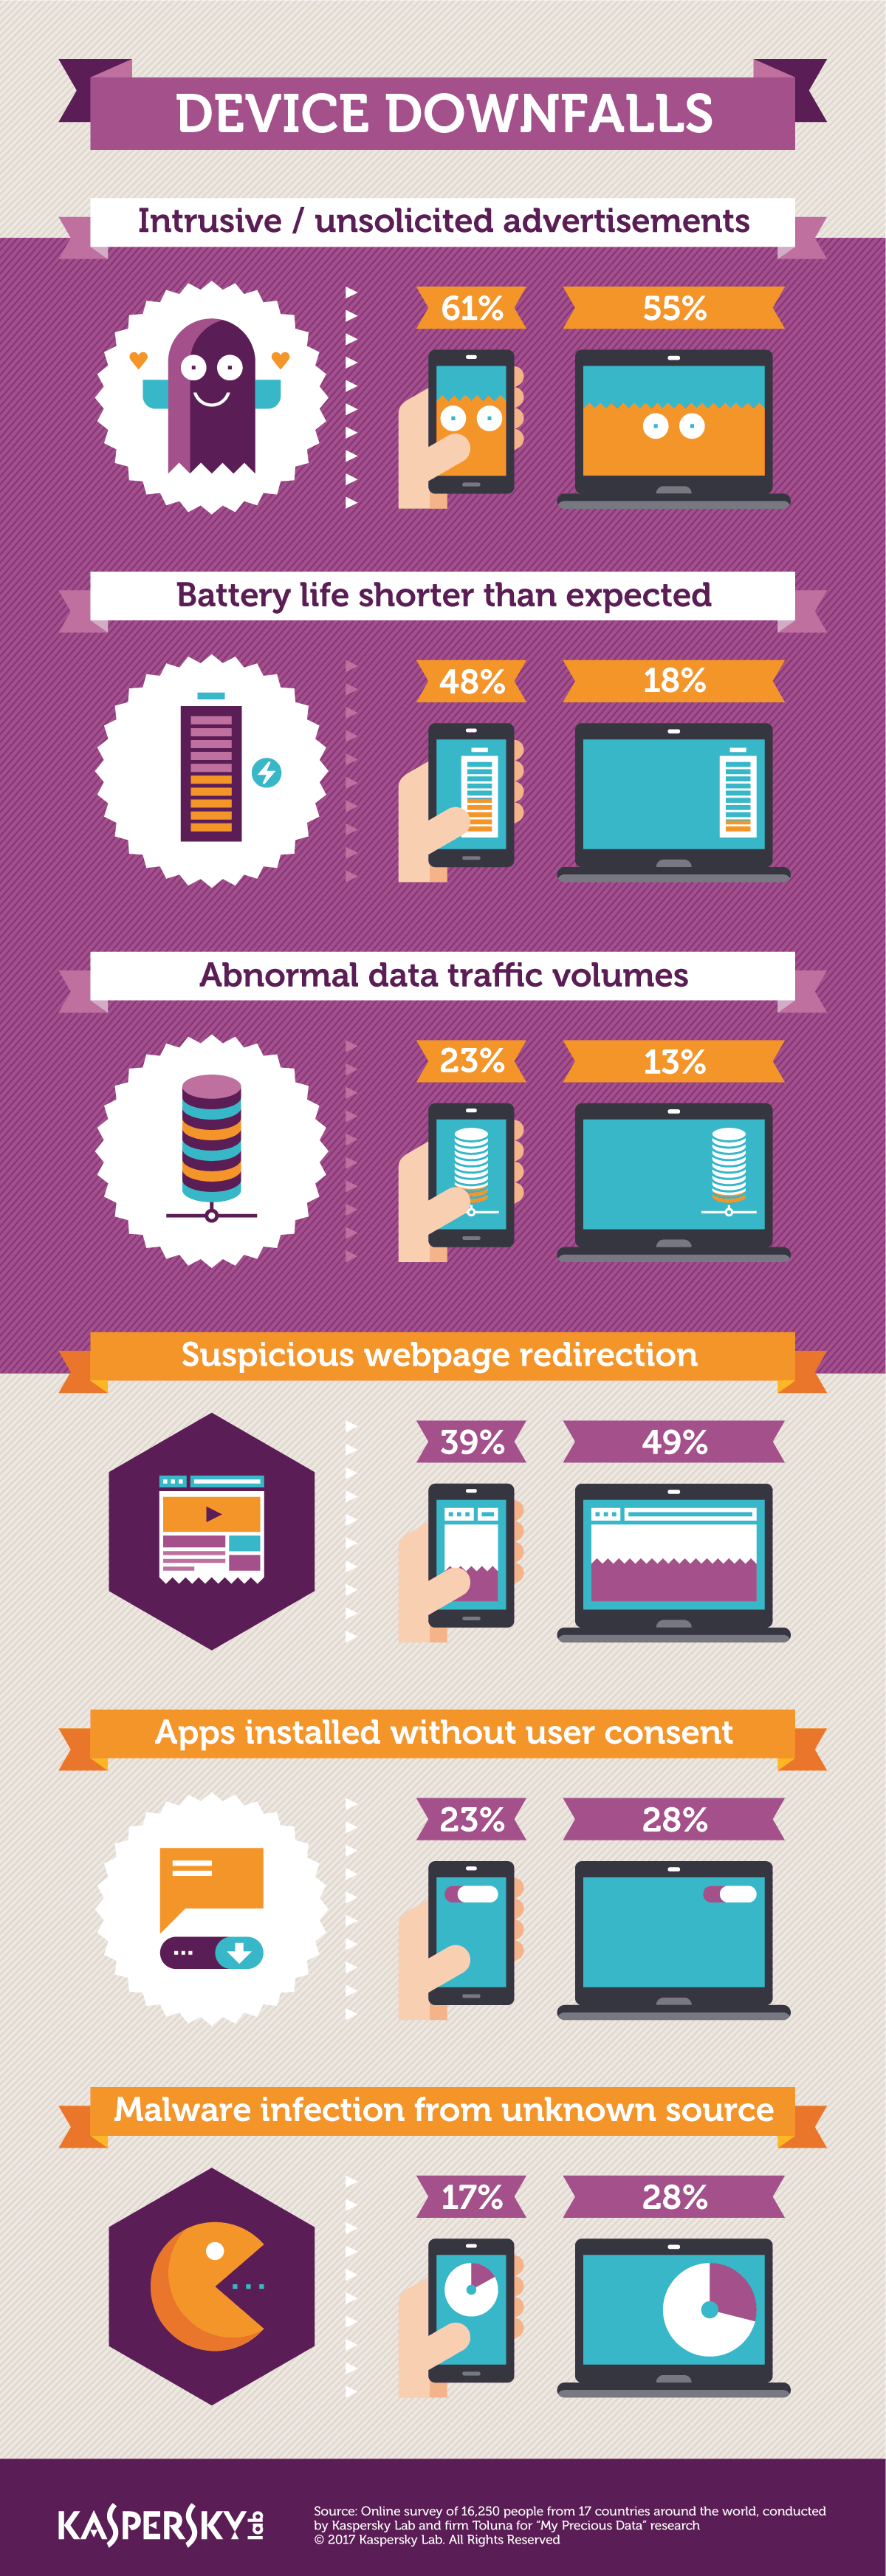 DEVICE DOWNFALLS
Intrusive / unsolicited advertisements
61% 55%
Battery life shorter than expected
48% 18%
Abnormal data traffic volumes
23% 13%
Suspicious webpage redirection
39% 49%
Apps installed without user consent
23% 28%
Malware infection from unknown source
17% 28%
KASPERSKY lab
Source: Online survey of 16,250 people from 17 countries around the world, conducted
by Kaspersky Lab and firm Toluna for “My Precious Data” research
© 2017 Kaspersky Lab. All Rights Reserved